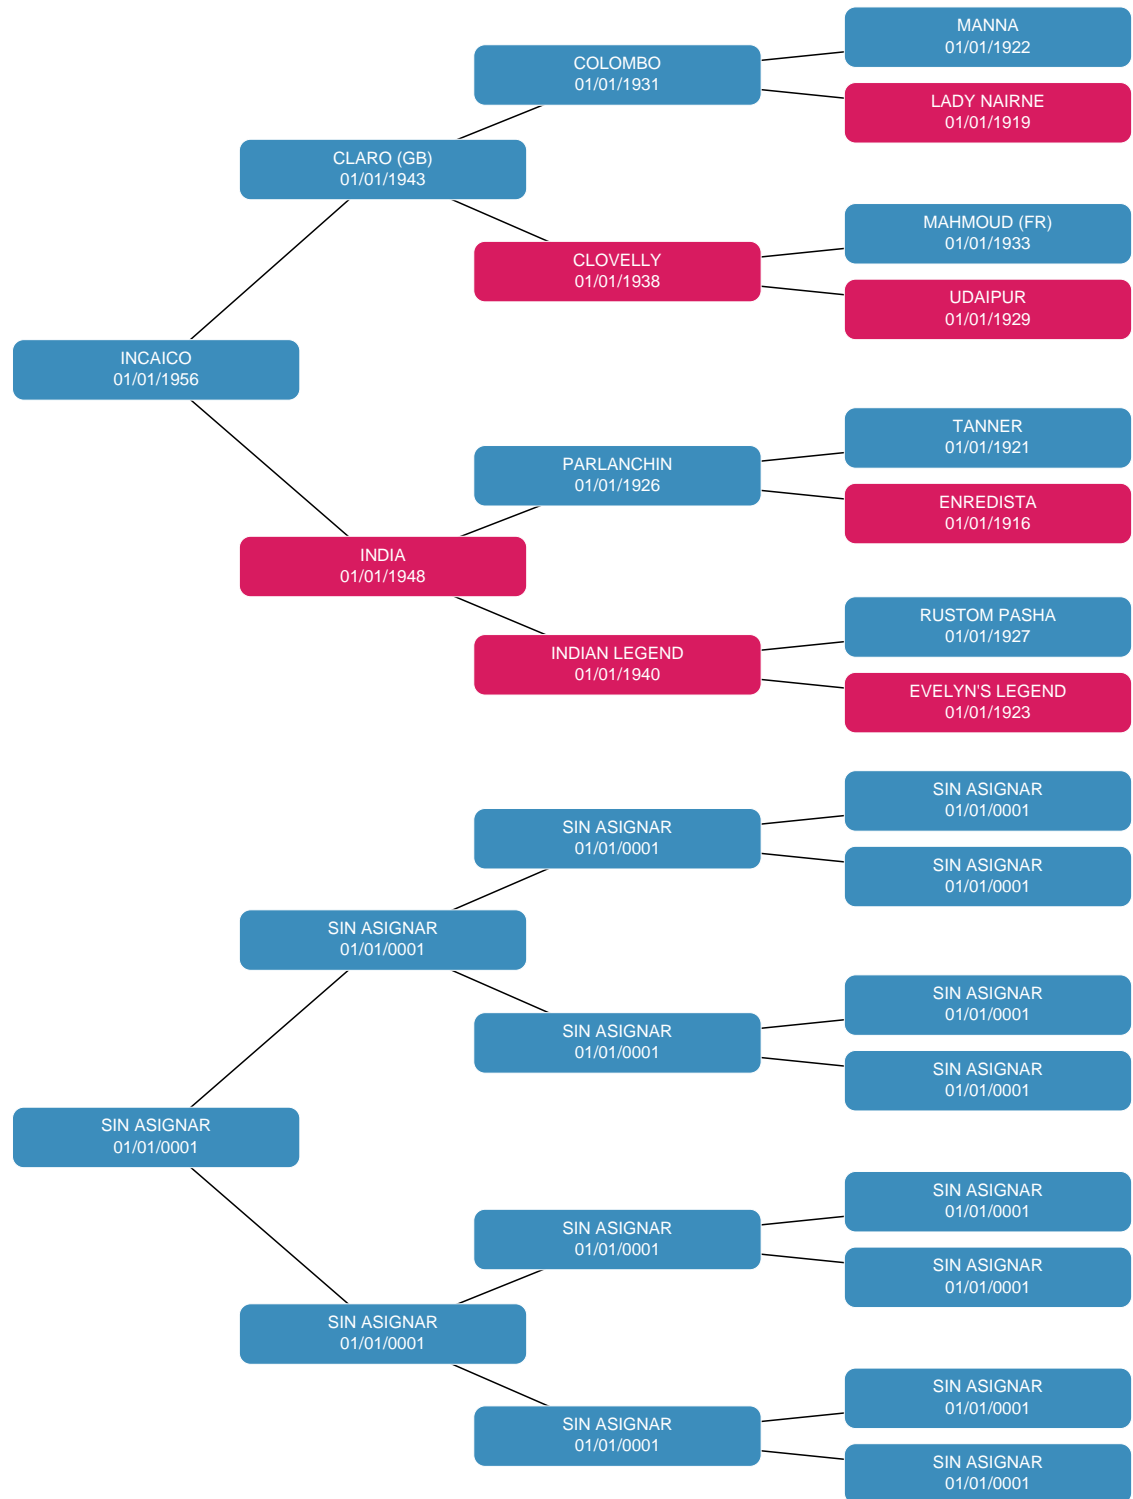 MANNA
01/01/1922
COLOMBO
01/01/1931
LADY NAIRNE
01/01/1919
CLARO (GB)
01/01/1943
MAHMOUD (FR)
01/01/1933
CLOVELLY
01/01/1938
UDAIPUR
01/01/1929
INCAICO
01/01/1956
TANNER
01/01/1921
PARLANCHIN
01/01/1926
ENREDISTA
01/01/1916
INDIA
01/01/1948
RUSTOM PASHA
01/01/1927
INDIAN LEGEND
01/01/1940
EVELYN'S LEGEND
01/01/1923
SIN ASIGNAR
01/01/0001
SIN ASIGNAR
01/01/0001
SIN ASIGNAR
01/01/0001
SIN ASIGNAR
01/01/0001
SIN ASIGNAR
01/01/0001
SIN ASIGNAR
01/01/0001
SIN ASIGNAR
01/01/0001
SIN ASIGNAR
01/01/0001
SIN ASIGNAR
01/01/0001
SIN ASIGNAR
01/01/0001
SIN ASIGNAR
01/01/0001
SIN ASIGNAR
01/01/0001
SIN ASIGNAR
01/01/0001
SIN ASIGNAR
01/01/0001
SIN ASIGNAR
01/01/0001